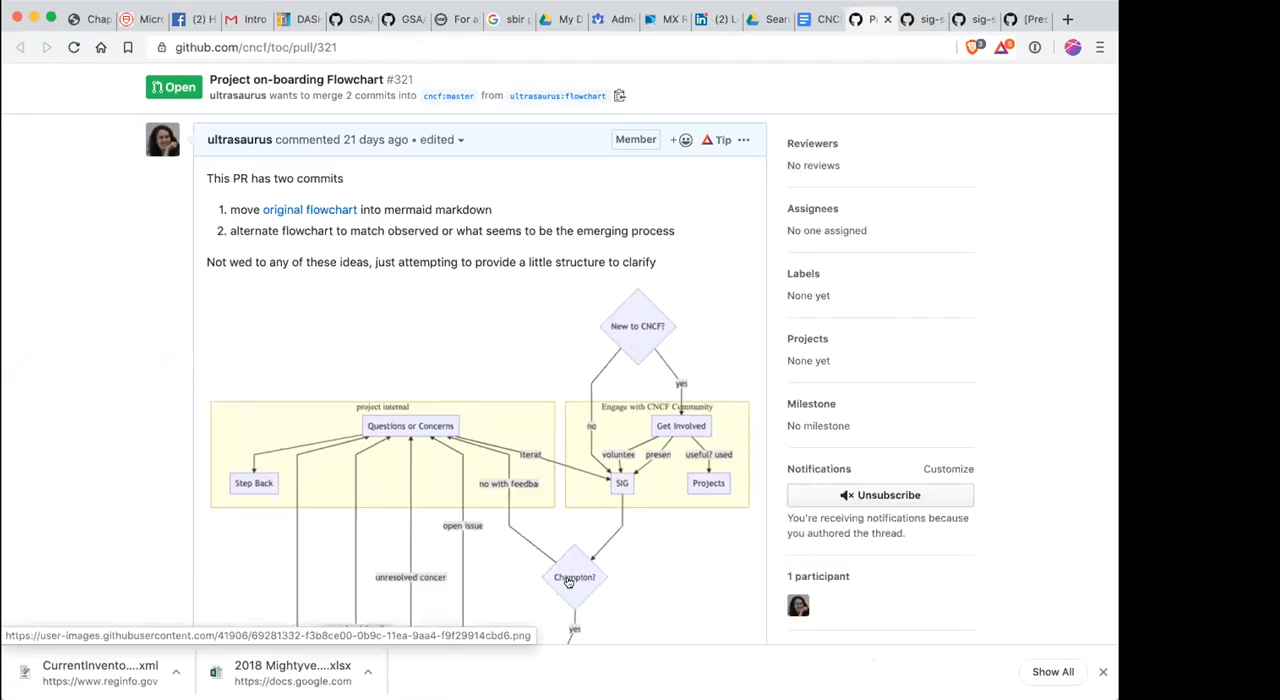 Chap
Micro
(2) H
Intro
DASH
GSA/
GSA/
For a
sbir p
My D
Adm
MX R
(2) L
Sear
CNC
P
sig-s
sig-s
[Pres
github.com/cncf/toc/pull/321
Open
Project on-boarding Flowchart #321
ultrasaurus wants to merge 2 commits into cncf:master from ultrasaurus:flowchart
ultrasaurus commented 21 days ago • edited
Member
Tip
This PR has two commits
1. move original flowchart into mermaid markdown
2. alternate flowchart to match observed or what seems to be the emerging process
Not wed to any of these ideas, just attempting to provide a little structure to clarify
New to CNCF?
yes
project internal
Engage with CNCF Community
Questions or Concerns
no
Get Involved
iterat
voluntee
presen
useful? used
Step Back
no with feedba
SIG
Projects
open issue
unresolved concer
Champion?
yes
Reviewers
No reviews
Assignees
No one assigned
Labels
None yet
Projects
None yet
Milestone
No milestone
Notifications
Customize
Unsubscribe
You're receiving notifications because
you authored the thread.
1 participant
https://user-images.githubusercontent.com/41906/69281332-f3b8ce00-0b9c-11ea-9aa4-f9f29914cbd6.png
CurrentInvento....xml
https://www.reginfo.gov
2018 Mightyve....xlsx
https://docs.google.com
Show All